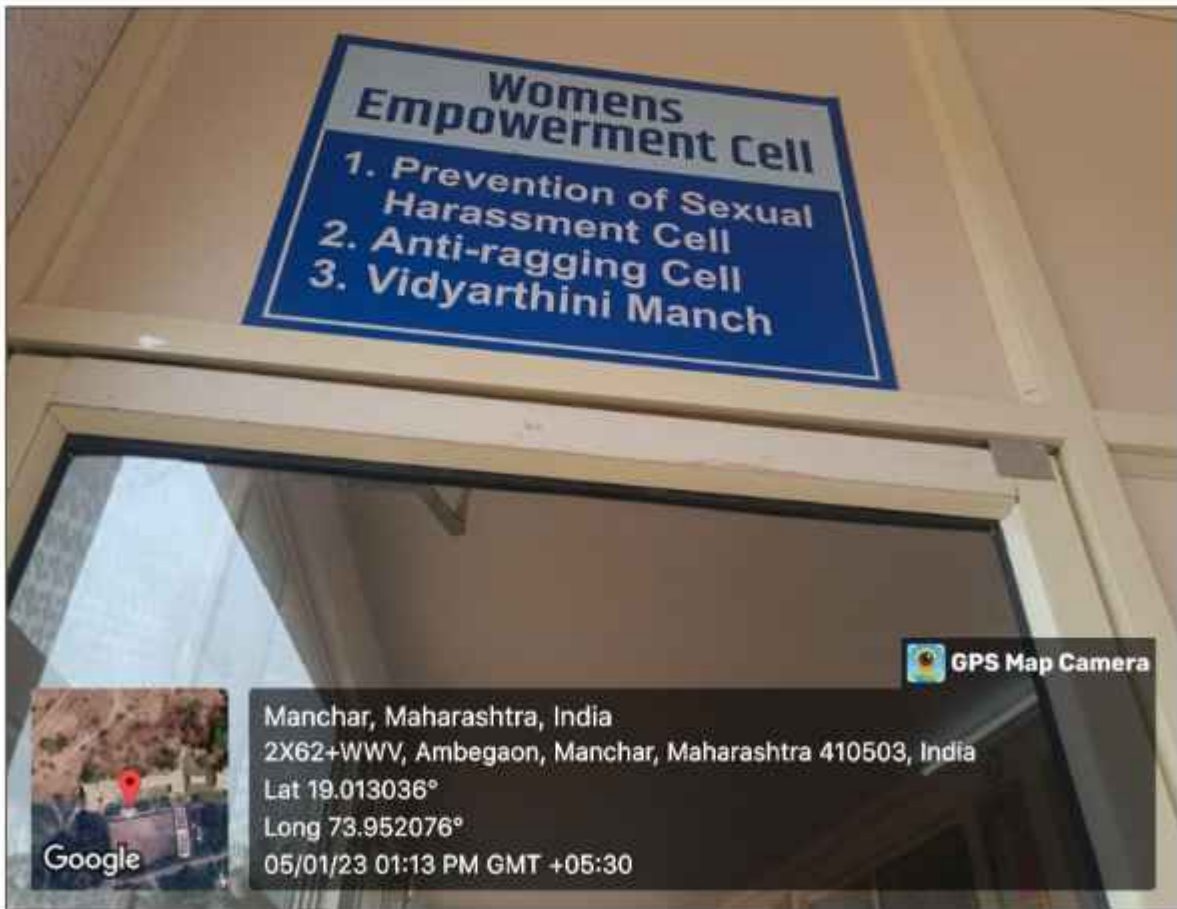 Womens
Empowerment Cell
1. Prevention of Sexual
Harassment Cell
2. Anti-ragging Cell
3. Vidyarthini Manch
GPS Map Camera
Manchar, Maharashtra, India
2X62+WWV, Ambegaon, Manchar, Maharashtra 410503, India
Lat 19.013036°
Long 73.952076°
05/01/23 01:13 PM GMT +05:30
Google